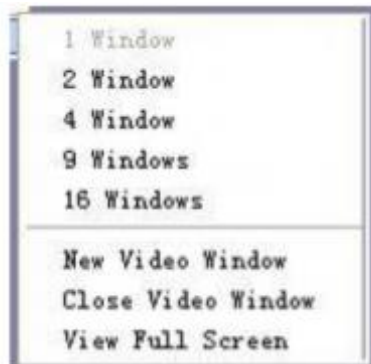 1 Window
2 Window
4 Window
9 Windows
16 Windows
New Video Window
Close Video Window
View Full Screen